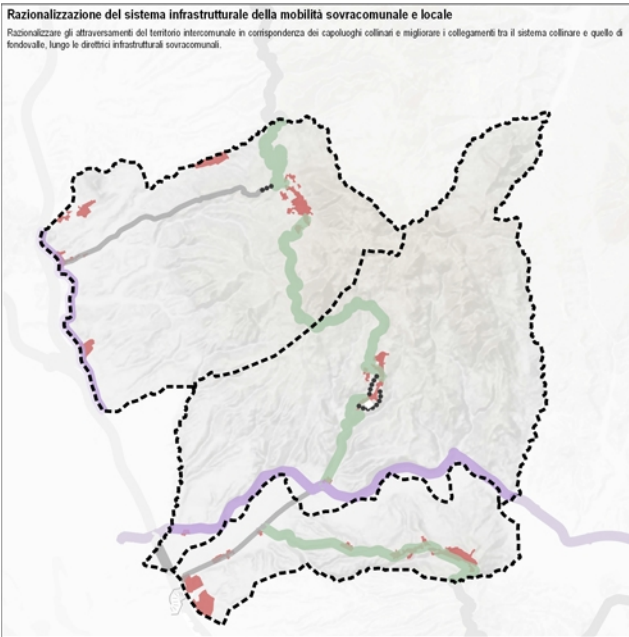 Razionalizzazione del sistema infrastrutturale della mobilità sovracomunale e locale
Razionalizzare gli attraversamenti del territorio intercomunale in corrispondenza dei capoluoghi collinari e migliorare i collegamenti tra il sistema collinare e quello di
fondovalle, lungo le direttrici infrastrutturali sovracomunali.